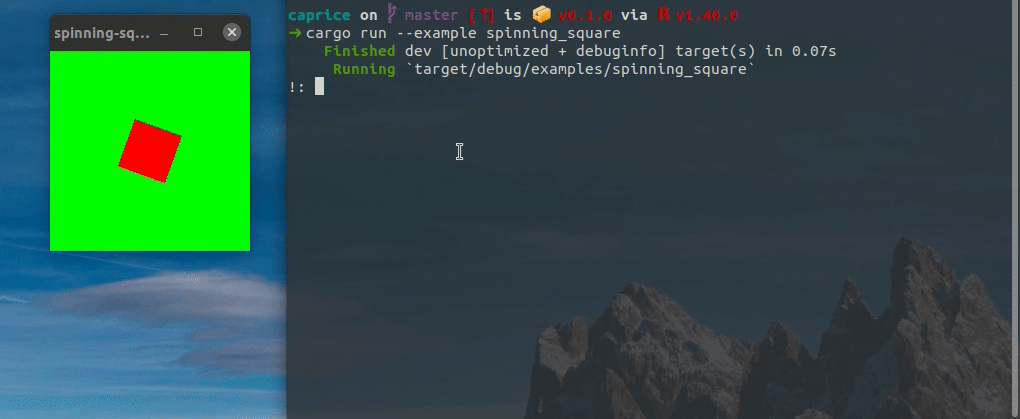 spinning-sq...
caprice on master [↑] is 📦 v0.1.0 via R v1.40.0
➜ cargo run --example spinning_square
Finished dev [unoptimized + debuginfo] target(s) in 0.07s
Running `target/debug/examples/spinning_square`
!: